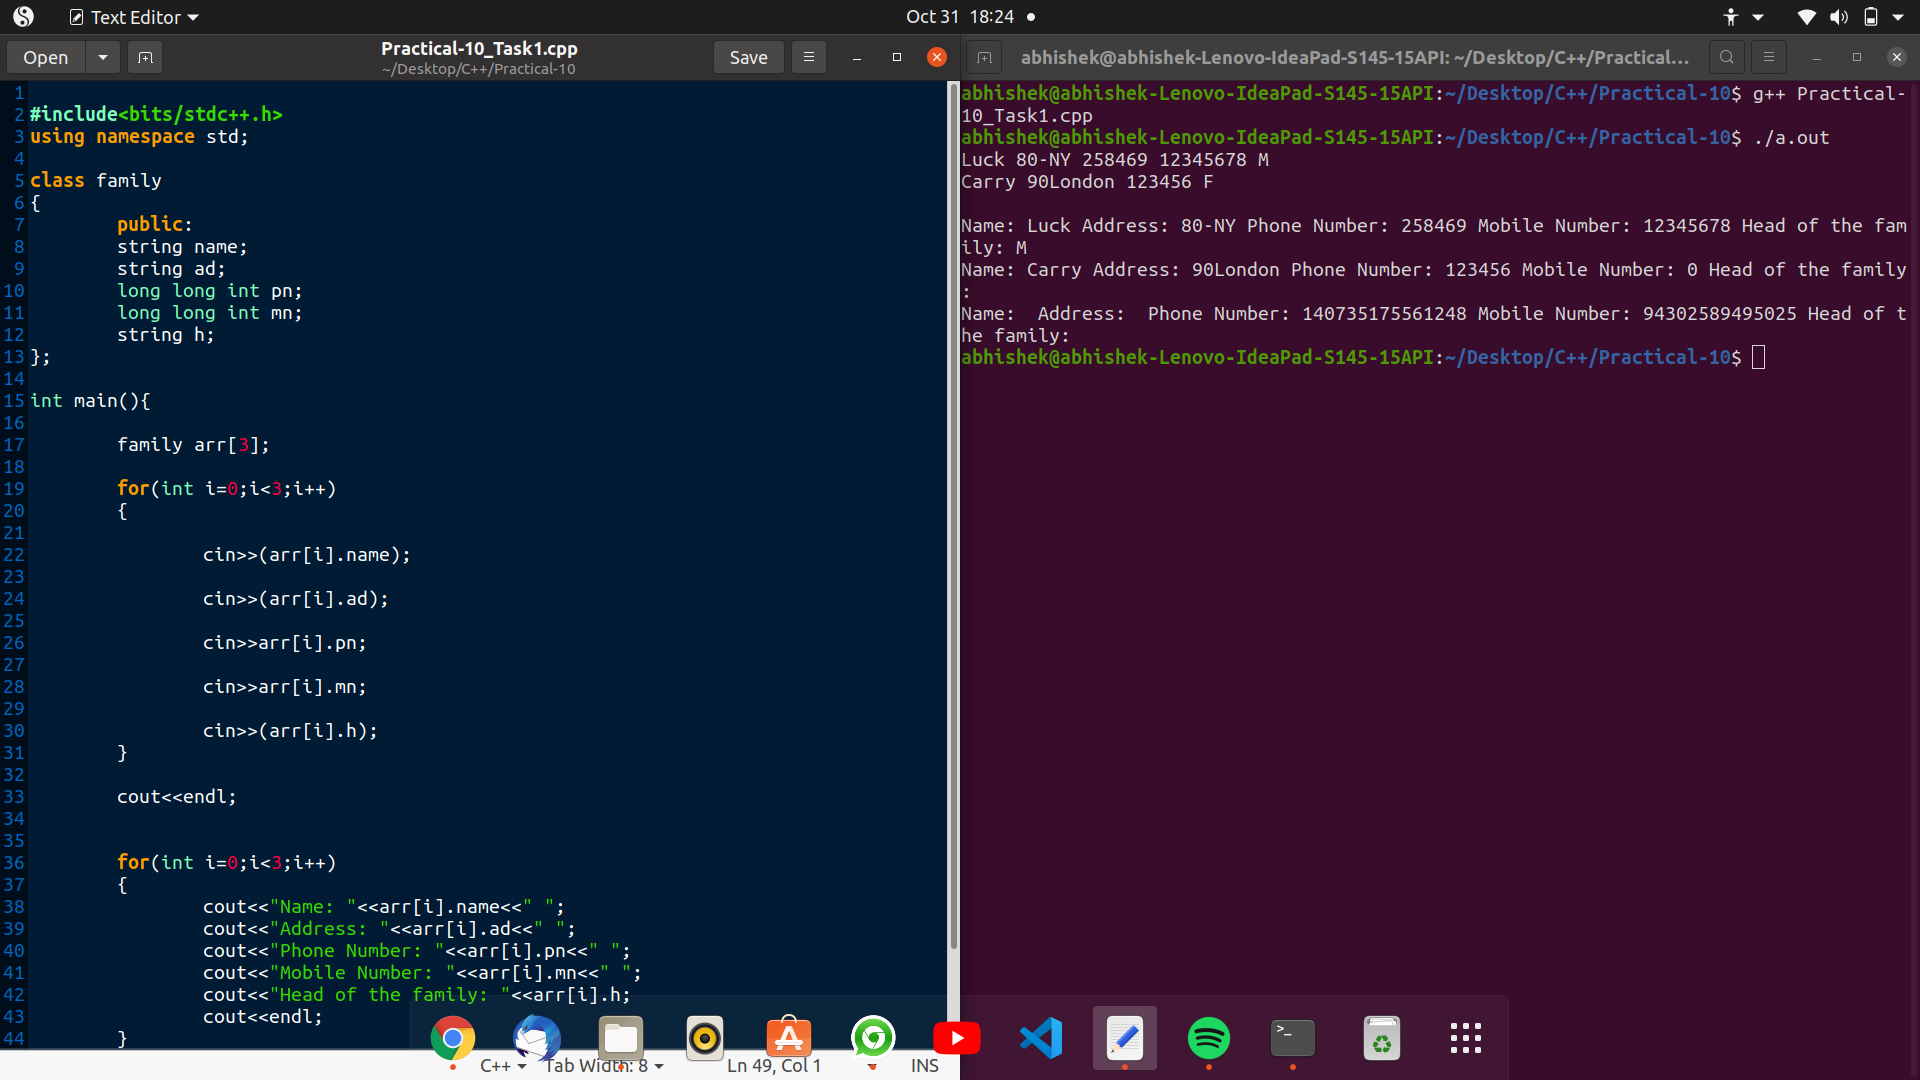 Text Editor
Oct 31 18:24
Open
Practical-10_Task1.cpp
~/Desktop/C++/Practical-10
Save
abhishek@abhishek-Lenovo-IdeaPad-S145-15API: ~/Desktop/C++/Practical...
1
2 #include<bits/stdc++.h>
3 using namespace std;
4
5 class family
6 {
7 public:
8 string name;
9 string ad;
10 long long int pn;
11 long long int mn;
12 string h;
13 };
14
15 int main(){
16
17 family arr[3];
18
19 for(int i=0;i<3;i++)
20 {
21
22 cin>>(arr[i].name);
23
24 cin>>(arr[i].ad);
25
26 cin>>arr[i].pn;
27
28 cin>>arr[i].mn;
29
30 cin>>(arr[i].h);
31 }
32
33 cout<<endl;
34
35
36 for(int i=0;i<3;i++)
37 {
38 cout<<"Name: "<<arr[i].name<<" ";
39 cout<<"Address: "<<arr[i].ad<<" ";
40 cout<<"Phone Number: "<<arr[i].pn<<" ";
41 cout<<"Mobile Number: "<<arr[i].mn<<" ";
42 cout<<"Head of the family: "<<arr[i].h;
43 cout<<endl;
44 }
C++ Tab Width: 8 Ln 49, Col 1 INS
abhishek@abhishek-Lenovo-IdeaPad-S145-15API:~/Desktop/C++/Practical-10$ g++ Practical-
10_Task1.cpp
abhishek@abhishek-Lenovo-IdeaPad-S145-15API:~/Desktop/C++/Practical-10$ ./a.out
Luck 80-NY 258469 12345678 M
Carry 90London 123456 F
Name: Luck Address: 80-NY Phone Number: 258469 Mobile Number: 12345678 Head of the fam
ily: M
Name: Carry Address: 90London Phone Number: 123456 Mobile Number: 0 Head of the family
:
Name:  Address:  Phone Number: 140735175561248 Mobile Number: 94302589495025 Head of t
he family:
abhishek@abhishek-Lenovo-IdeaPad-S145-15API:~/Desktop/C++/Practical-10$